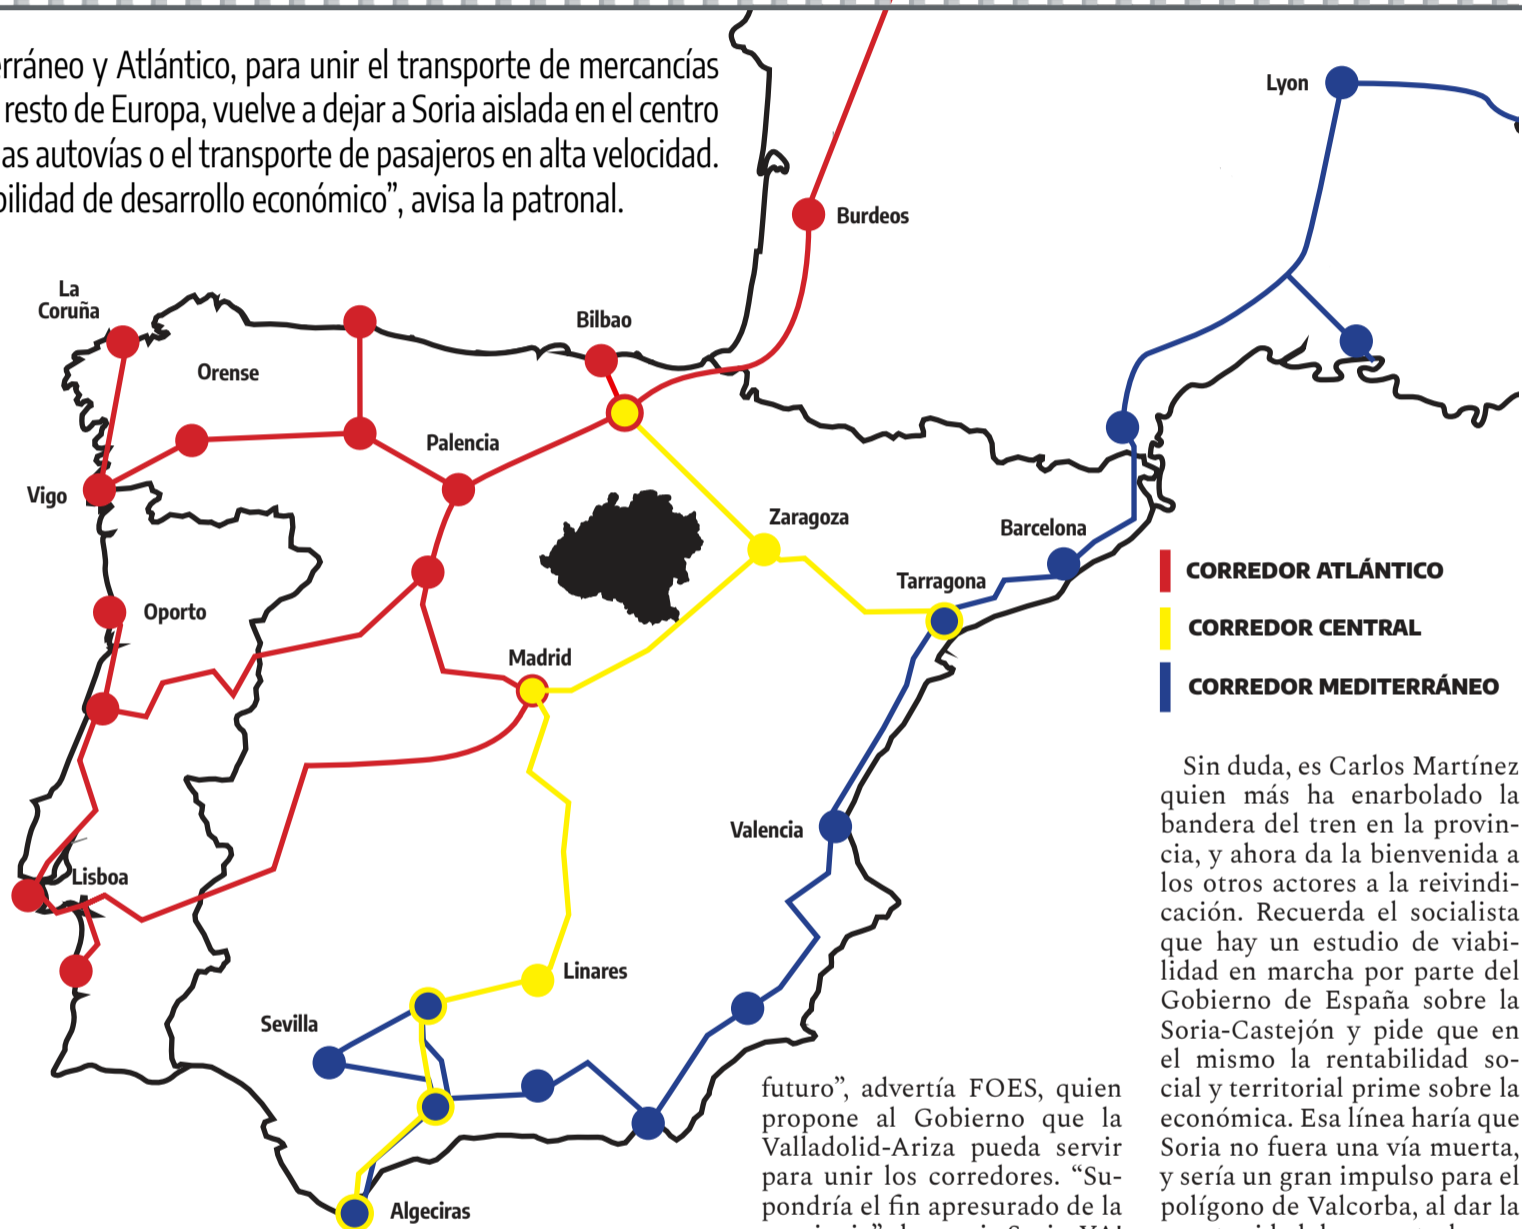 rráneo y Atlántico, para unir el transporte de mercancías
resto de Europa, vuelve a dejar a Soria aislada en el centro
as autovías o el transporte de pasajeros en alta velocidad.
bilidad de desarrollo económico”, avisa la patronal.
Lyon
Burdeos
La
Coruña
Bilbao
Orense
Palencia
Vigo
Zaragoza
Barcelona
Tarragona
Oporto
Madrid
CORREDOR ATLÁNTICO
CORREDOR CENTRAL
CORREDOR MEDITERRÁNEO
Valencia
Lisboa
Linares
Sevilla
Algeciras
futuro”, advertía FOES, quien
propone al Gobierno que la
Valladolid-Ariza pueda servir
para unir los corredores. “Su-
pondría el fin apresurado de la
Sin duda, es Carlos Martínez
quien más ha enarbolado la
bandera del tren en la provin-
cia, y ahora da la bienvenida a
los otros actores a la reivindi-
cación. Recuerda el socialista
que hay un estudio de viabi-
lidad en marcha por parte del
Gobierno de España sobre la
Soria-Castejón y pide que en
el mismo la rentabilidad so-
cial y territorial prime sobre la
económica. Esa línea haría que
Soria no fuera una vía muerta,
y sería un gran impulso para el
polígono de Valcorba, al dar la